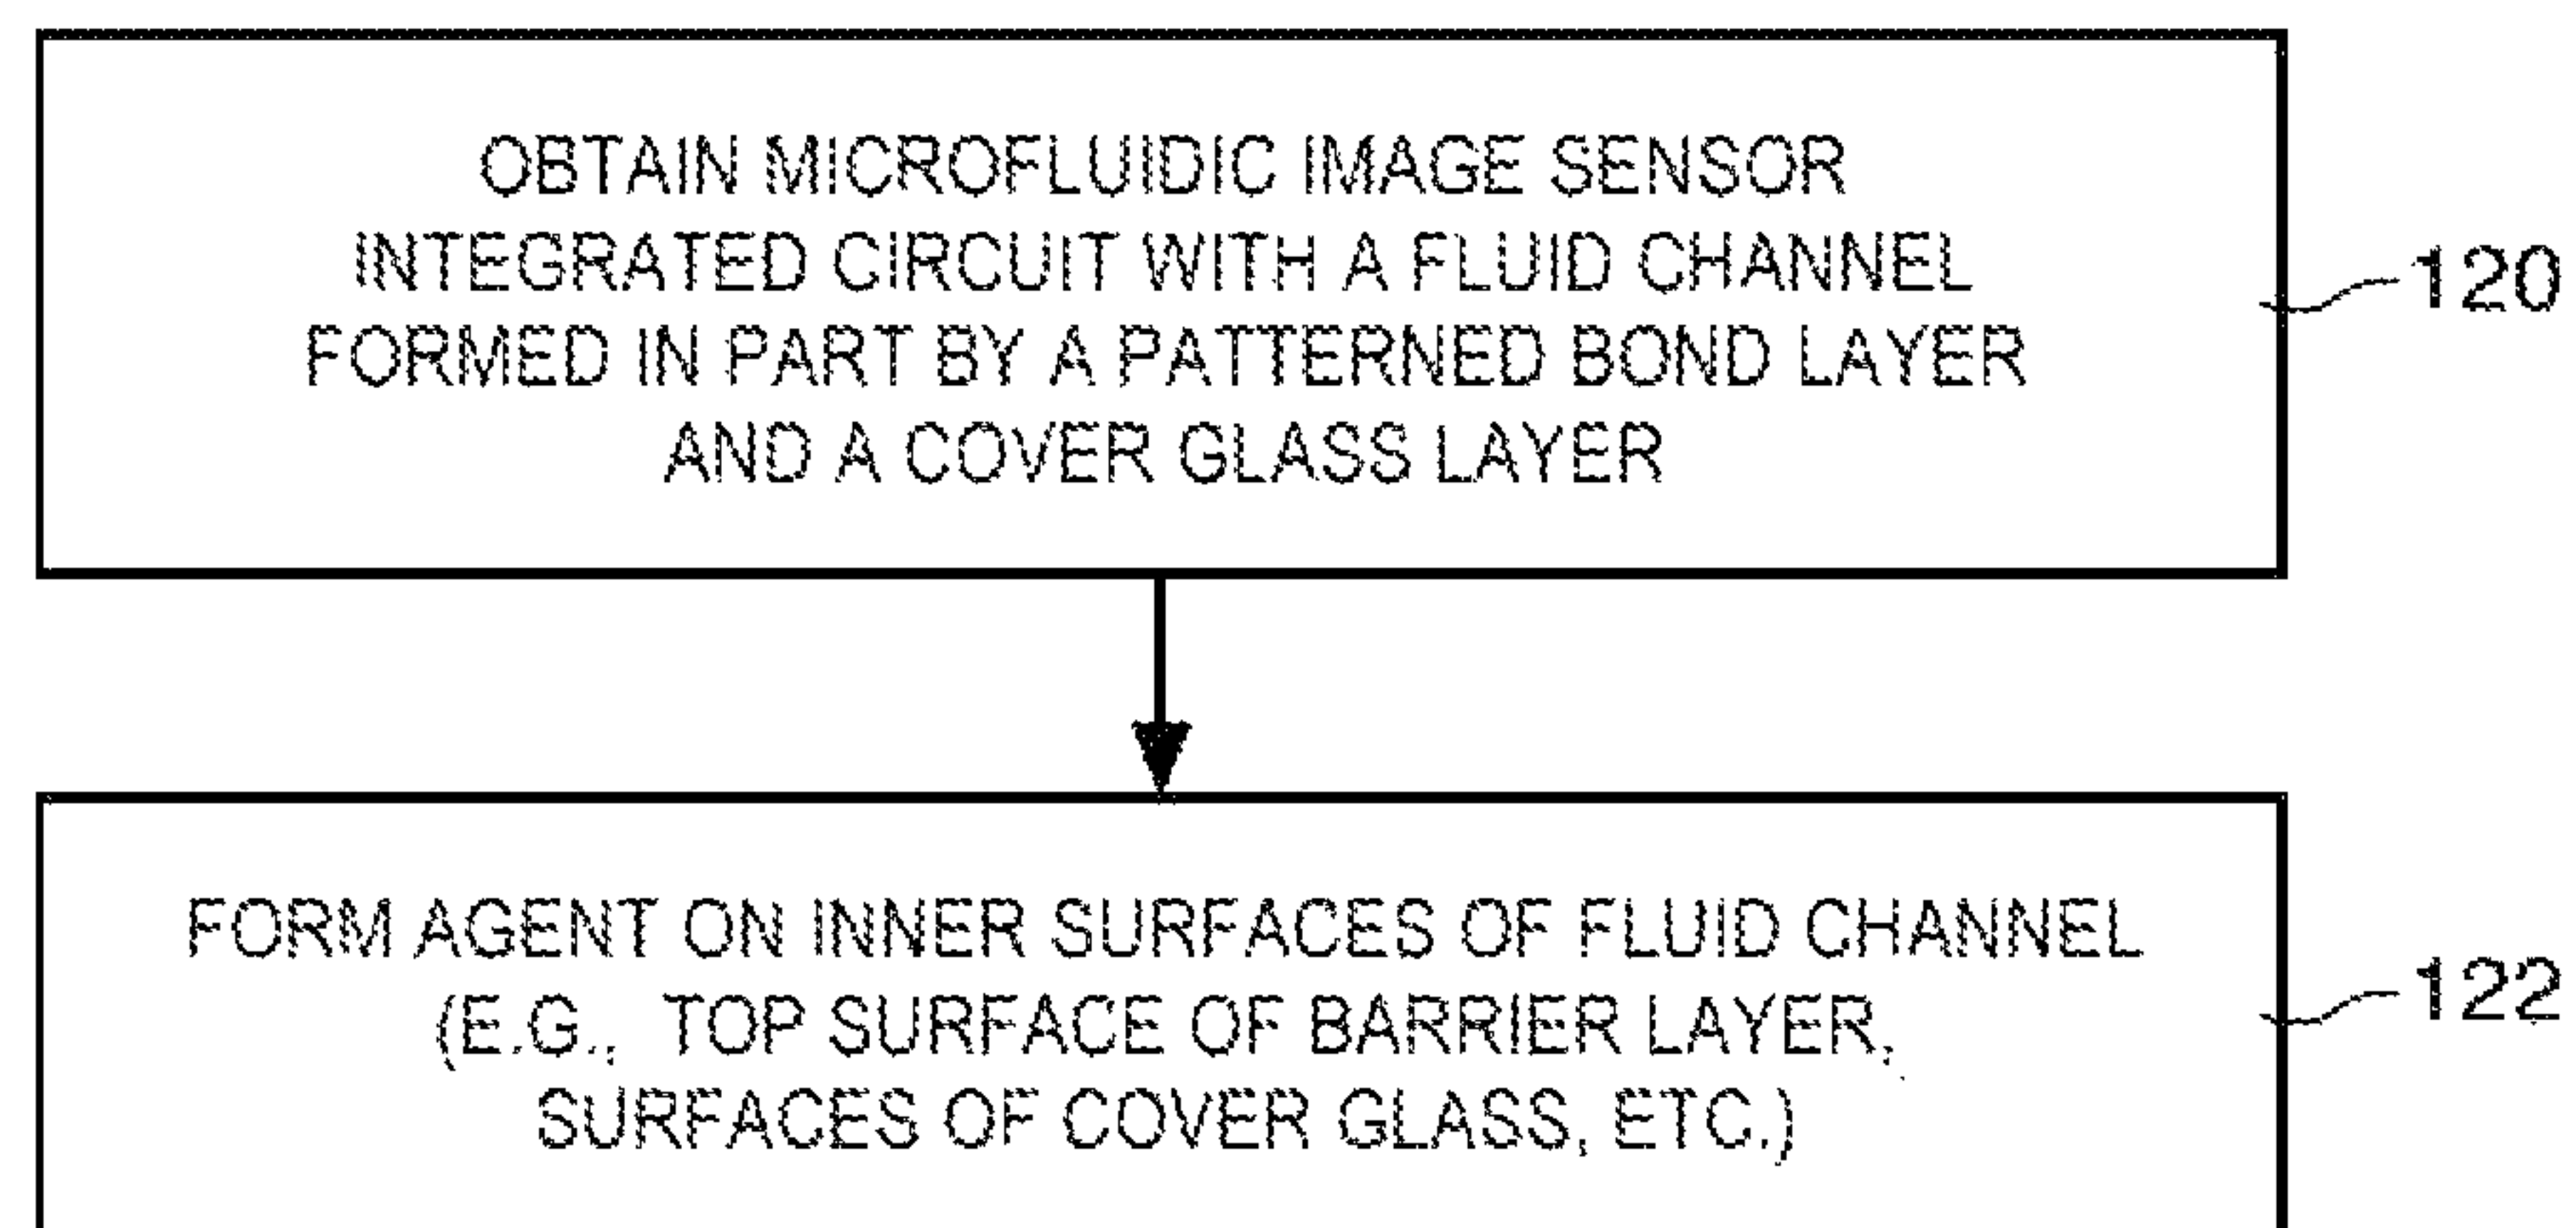 OBTAIN MICROFLUIDIC IMAGE SENSOR
INTEGRATED CIRCUIT WITH A FLUID CHANNEL
FORMED IN PART BY A PATTERNED BOND LAYER
AND A COVER GLASS LAYER
120
FORM AGENT ON INNER SURFACES OF FLUID CHANNEL
(E.G., TOP SURFACE OF BARRIER LAYER,
SURFACES OF COVER GLASS, ETC.)
122